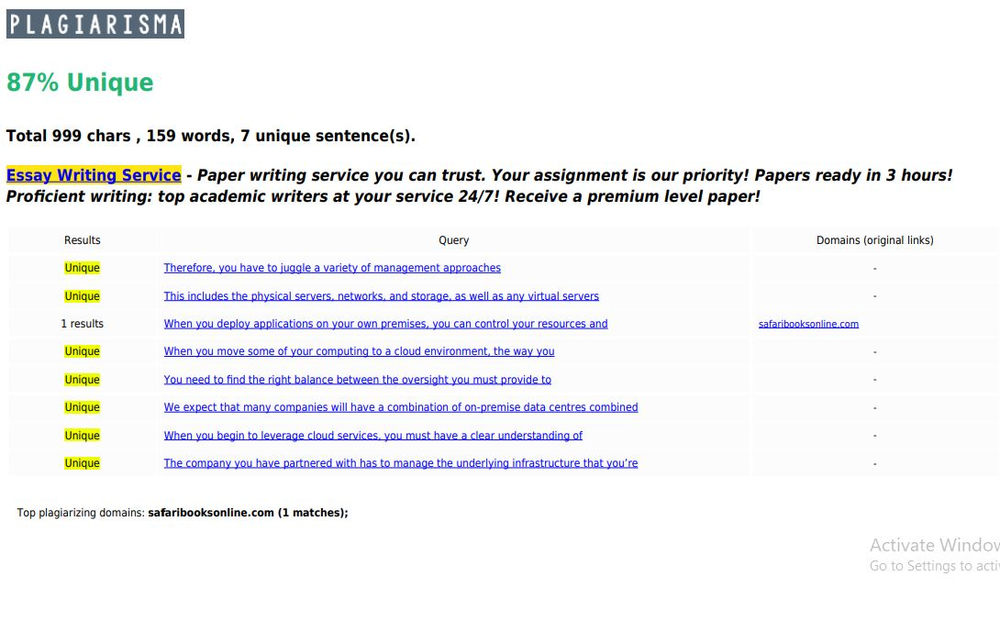 PLAGIARISMA
87% Unique
Total 999 chars , 159 words, 7 unique sentence(s).
Essay Writing Service - Paper writing service you can trust. Your assignment is our priority! Papers ready in 3 hours!
Proficient writing: top academic writers at your service 24/7! Receive a premium level paper!
Results Query Domains (original links)
Unique Therefore, you have to juggle a variety of management approaches -
Unique This includes the physical servers, networks, and storage, as well as any virtual servers -
1 results When you deploy applications on your own premises, you can control your resources and safaribooksonline.com
Unique When you move some of your computing to a cloud environment, the way you -
Unique You need to find the right balance between the oversight you must provide to -
Unique We expect that many companies will have a combination of on-premise data centres combined -
Unique When you begin to leverage cloud services, you must have a clear understanding of -
Unique The company you have partnered with has to manage the underlying infrastructure that you’re -
Top plagiarizing domains: safaribooksonline.com (1 matches);
Activate Window
Go to Settings to acti